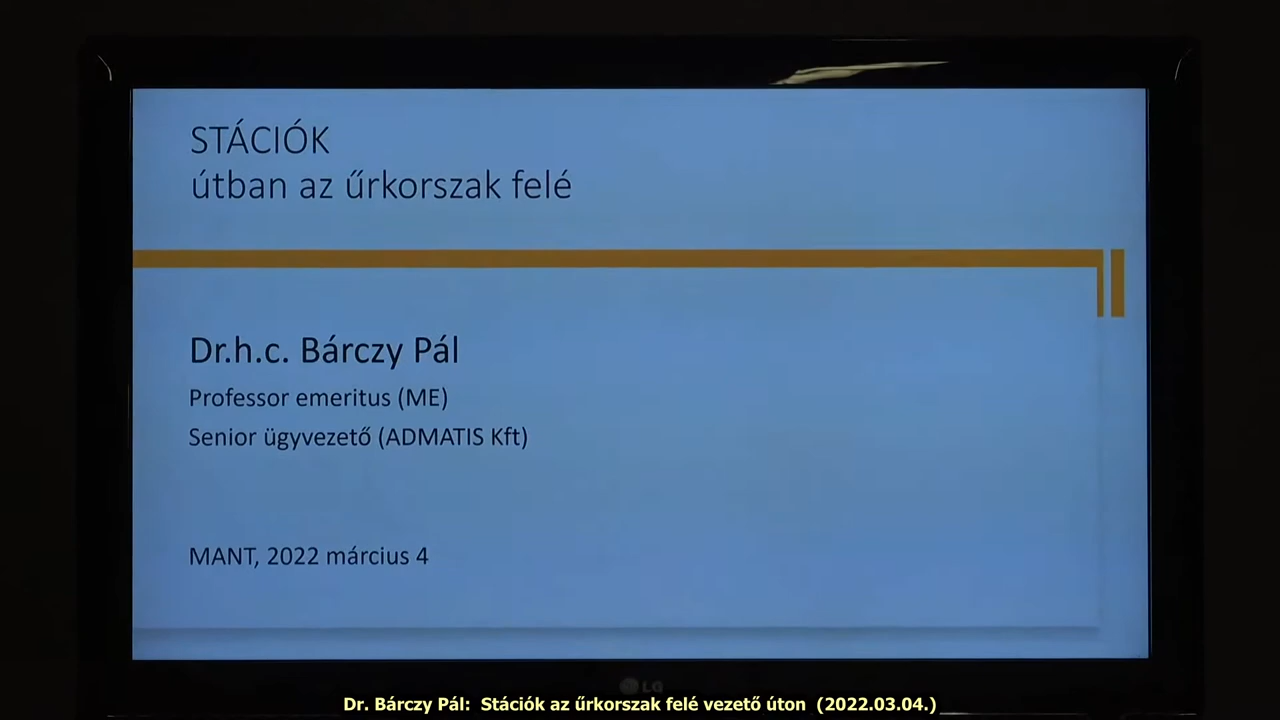 STÁCIÓK
útban az űrkorszak felé
Dr.h.c. Bárczy Pál
Professor emeritus (ME)
Senior ügyvezető (ADMATIS Kft)
MANT, 2022 március 4
LG
Dr. Bárczy Pál: Stációk az űrkorszak felé vezető úton (2022.03.04.)